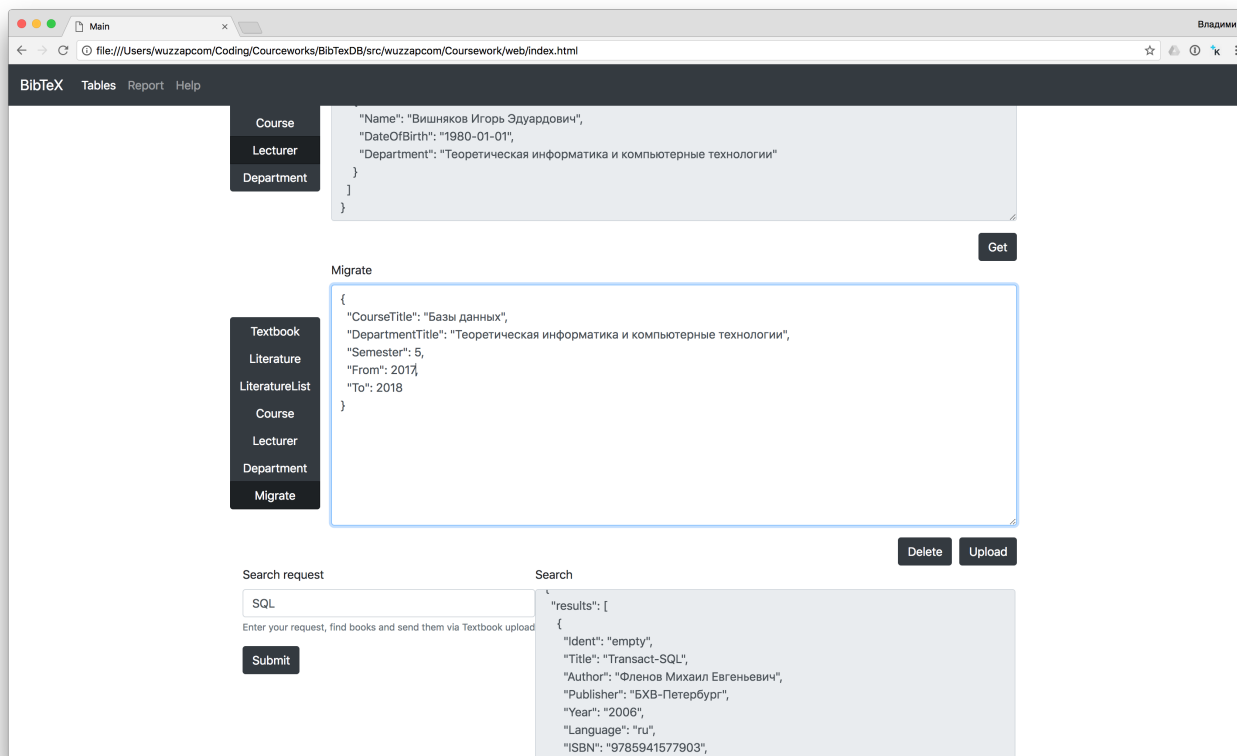 Main
Владими
file:///Users/wuzzapcom/Coding/Courceworks/BibTexDB/src/wuzzapcom/Coursework/web/index.html
BibTeX Tables Report Help
Course
Lecturer
Department
"Name": "Вишняков Игорь Эдуардович",
"DateOfBirth": "1980-01-01",
"Department": "Теоретическая информатика и компьютерные технологии"
}
]
}
Get
Migrate
Textbook
Literature
LiteratureList
Course
Lecturer
Department
Migrate
{
"CourseTitle": "Базы данных",
"DepartmentTitle": "Теоретическая информатика и компьютерные технологии",
"Semester": 5,
"From": 2017,
"To": 2018
}
Delete Upload
Search request
SQL
Enter your request, find books and send them via Textbook upload
Submit
Search
{
"results": [
{
"Ident": "empty",
"Title": "Transact-SQL",
"Author": "Фленов Михаил Евгеньевич",
"Publisher": "БХВ-Петербург",
"Year": "2006",
"Language": "ru",
"ISBN": "9785941577903",